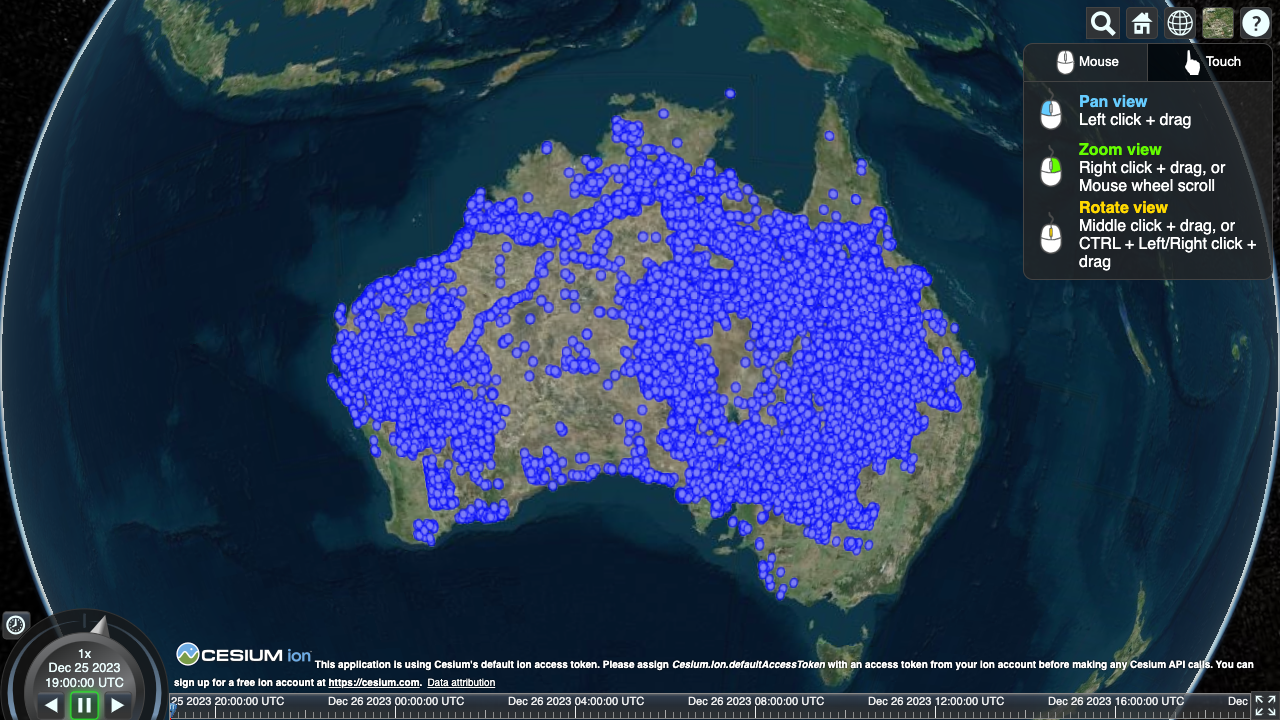 ?
Mouse
Touch
Pan view
Left click + drag
Zoom view
Right click + drag, or
Mouse wheel scroll
Rotate view
Middle click + drag, or
CTRL + Left/Right click +
drag
1x
Dec 25 2023
19:00:00 UTC
CESIUM ion
This application is using Cesium's default ion access token. Please assign Cesium.Ion.defaultAccessToken with an access token from your ion account before making any Cesium API calls. You can
sign up for a free ion account at https://cesium.com. Data attribution
25 2023 20:00:00 UTC
Dec 26 2023 00:00:00 UTC
Dec 26 2023 04:00:00 UTC
Dec 26 2023 08:00:00 UTC
Dec 26 2023 12:00:00 UTC
Dec 26 2023 16:00:00 UTC
Dec